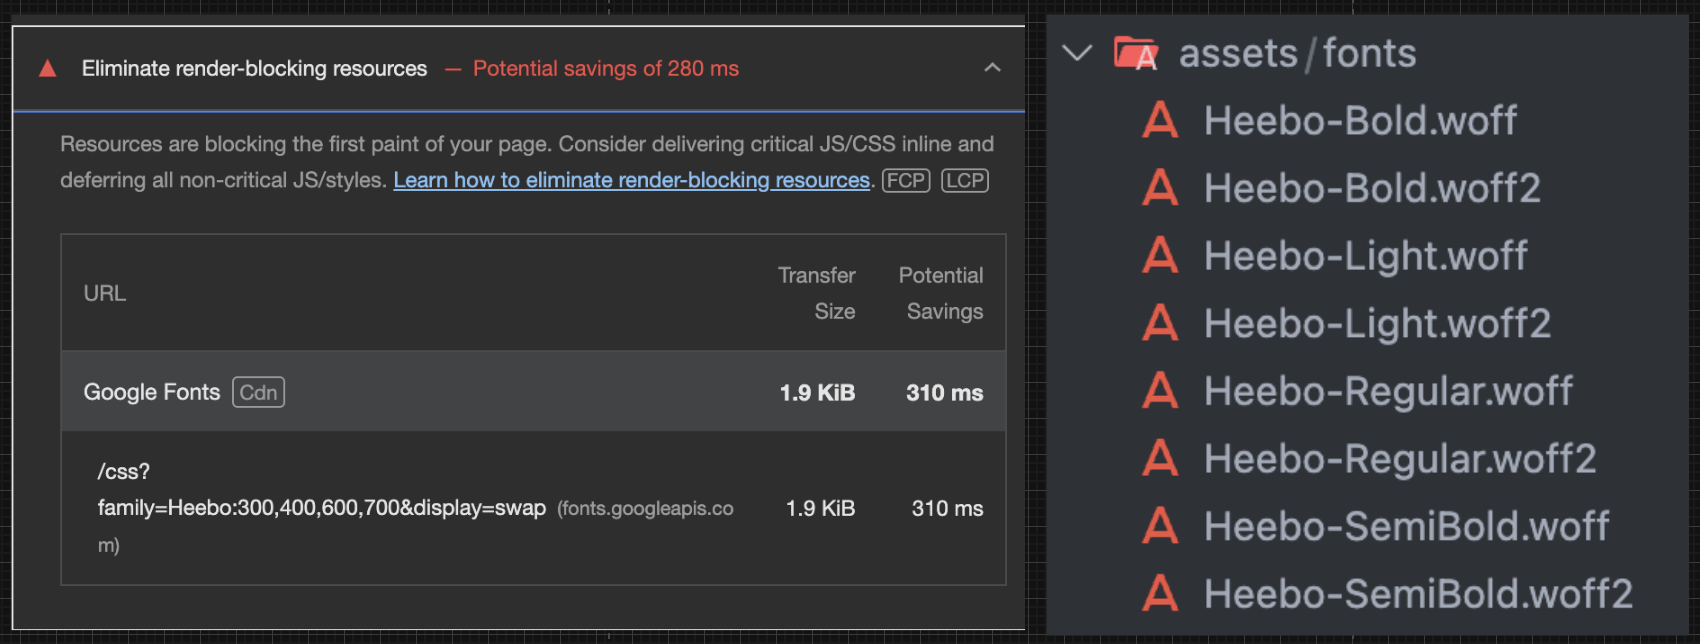 Eliminate render-blocking resources — Potential savings of 280 ms
Resources are blocking the first paint of your page. Consider delivering critical JS/CSS inline and
deferring all non-critical JS/styles. Learn how to eliminate render-blocking resources. FCP LCP
URL
Transfer
Size
Potential
Savings
Google Fonts Cdn 1.9 KiB 310 ms
/css?
family=Heebo:300,400,600,700&display=swap (fonts.googleapis.co
m)
1.9 KiB 310 ms
assets/fonts
Heebo-Bold.woff
Heebo-Bold.woff2
Heebo-Light.woff
Heebo-Light.woff2
Heebo-Regular.woff
Heebo-Regular.woff2
Heebo-SemiBold.woff
Heebo-SemiBold.woff2